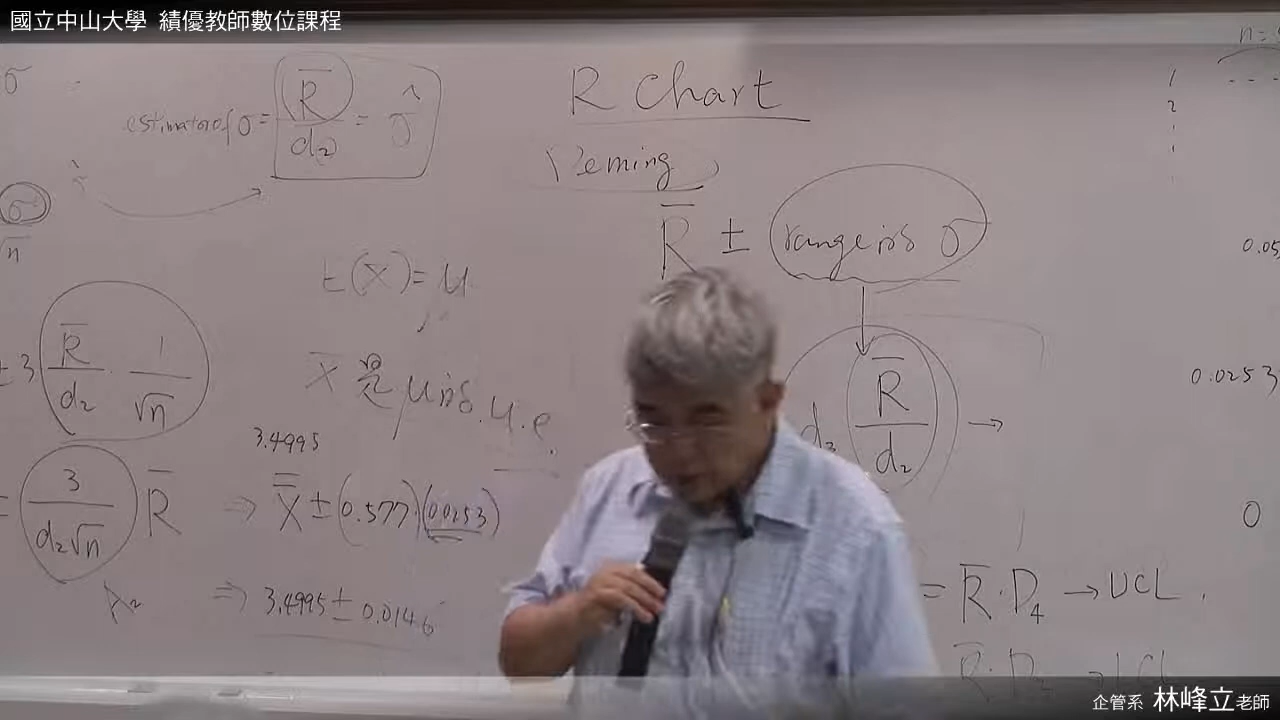 國立中山大學 績優教師數位課程
R Chart
Deming
R̄ ± range的 σ
R̄/d₂
= R̄·D₄ → UCL
R̄·D
σ
estimator of σ = R̄/d₂ = σ̂
σ
√n
E(X̄) = μ
X̄ 是 μ的 u.e.
± 3 R̄/d₂ · 1/√n
= 3/(d₂√n) R̄
A₂
3.4995
⇒ X̿ ± (0.577)(0.0253)
⇒ 3.4995 ± 0.0146
1
2
0.0253
0
企管系 林峰立老師